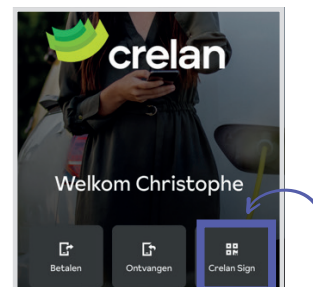 crelan
Welkom Christophe
Betalen
Ontvangen
Crelan Sign